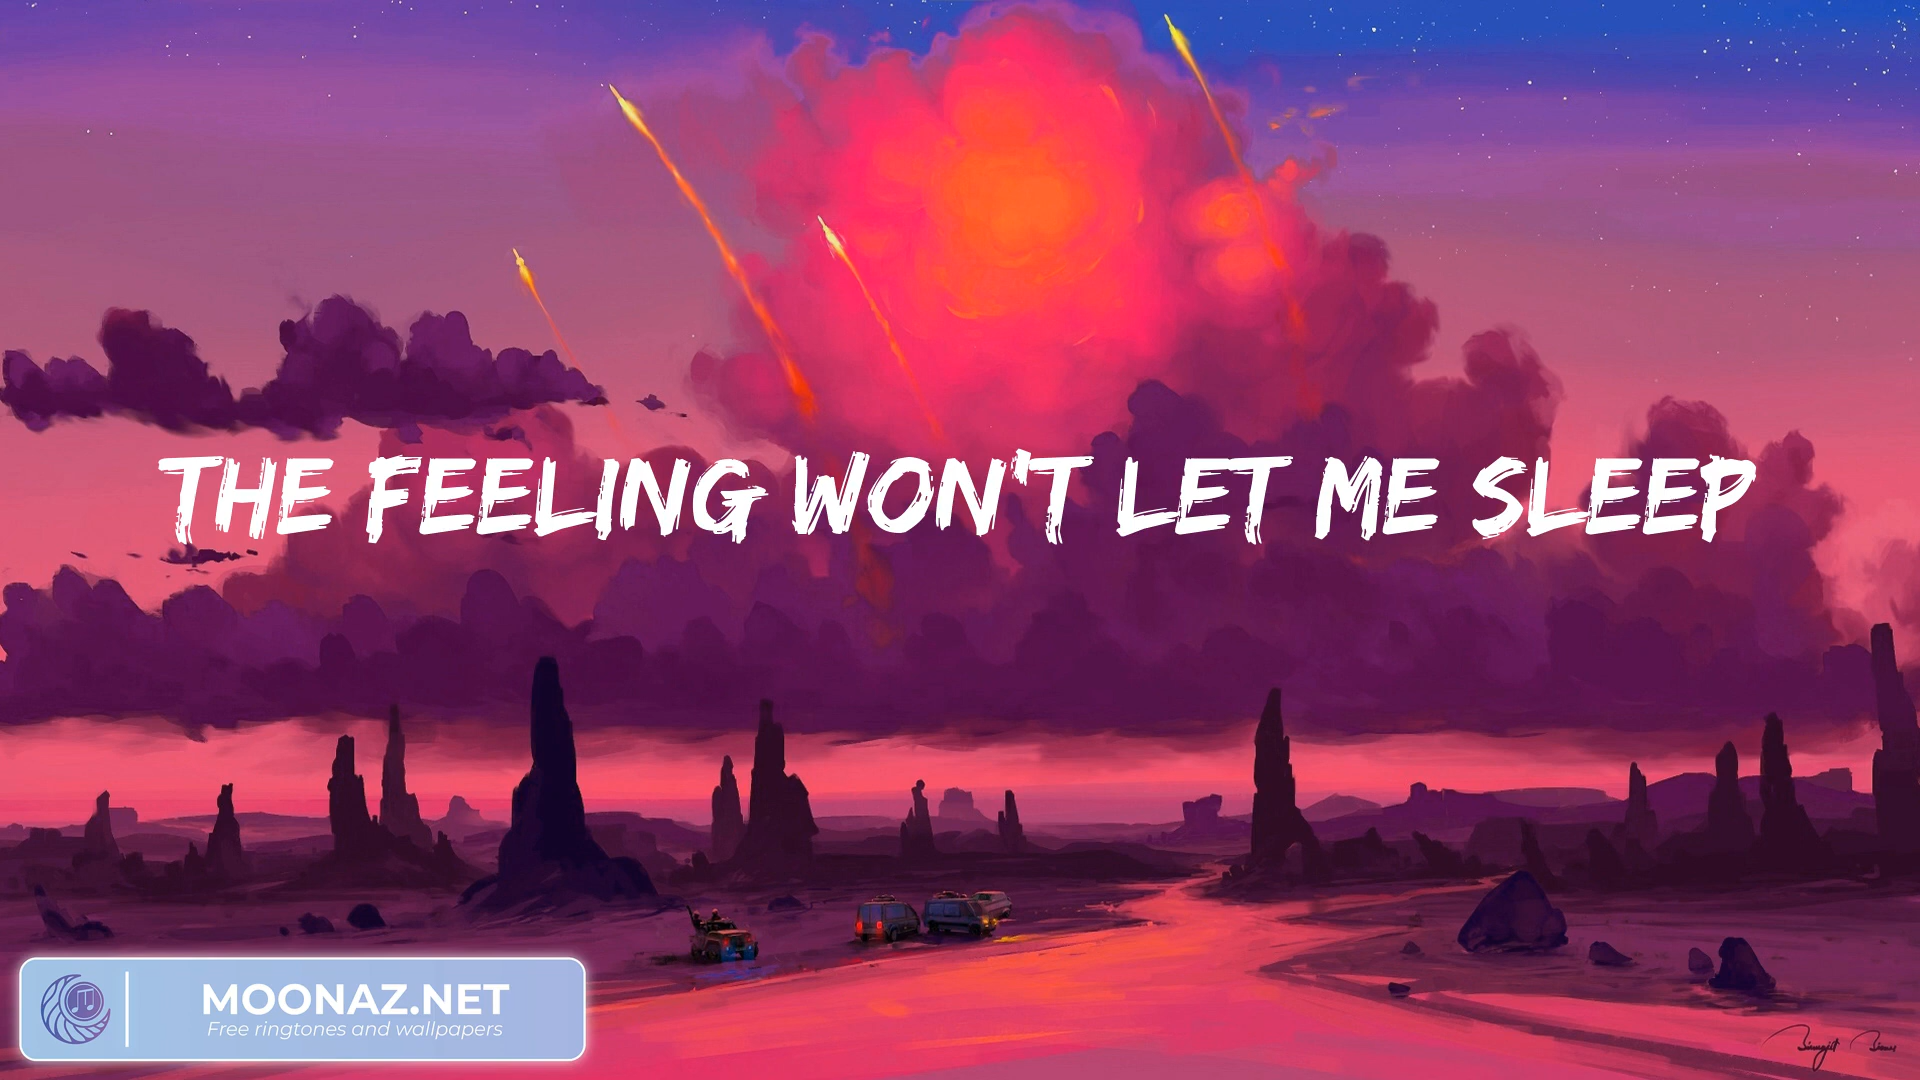 THE FEELING WON'T LET ME SLEEP
MOONAZ.NET
Free ringtones and wallpapers